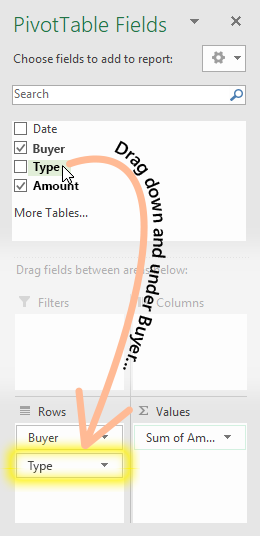 PivotTable Fields
Choose fields to add to report:
Search
Date
Buyer
Type
Amount
More Tables...
Drag down and under Buyer...
Drag fields between areas below:
Filters
Columns
Rows
Σ Values
Buyer
Sum of Am...
Type